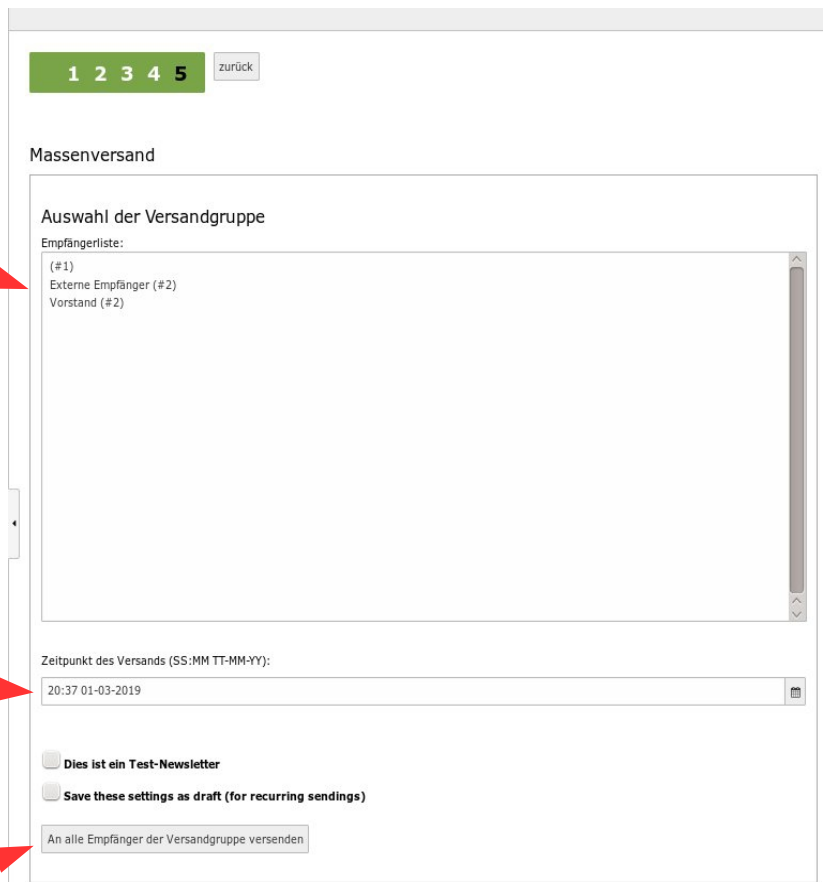 1 2 3 4 5 zurück
Massenversand
Auswahl der Versandgruppe
Empfängerliste:
(#1)
Externe Empfänger (#2)
Vorstand (#2)
Zeitpunkt des Versands (SS:MM TT-MM-YY):
20:37 01-03-2019
Dies ist ein Test-Newsletter
Save these settings as draft (for recurring sendings)
An alle Empfänger der Versandgruppe versenden